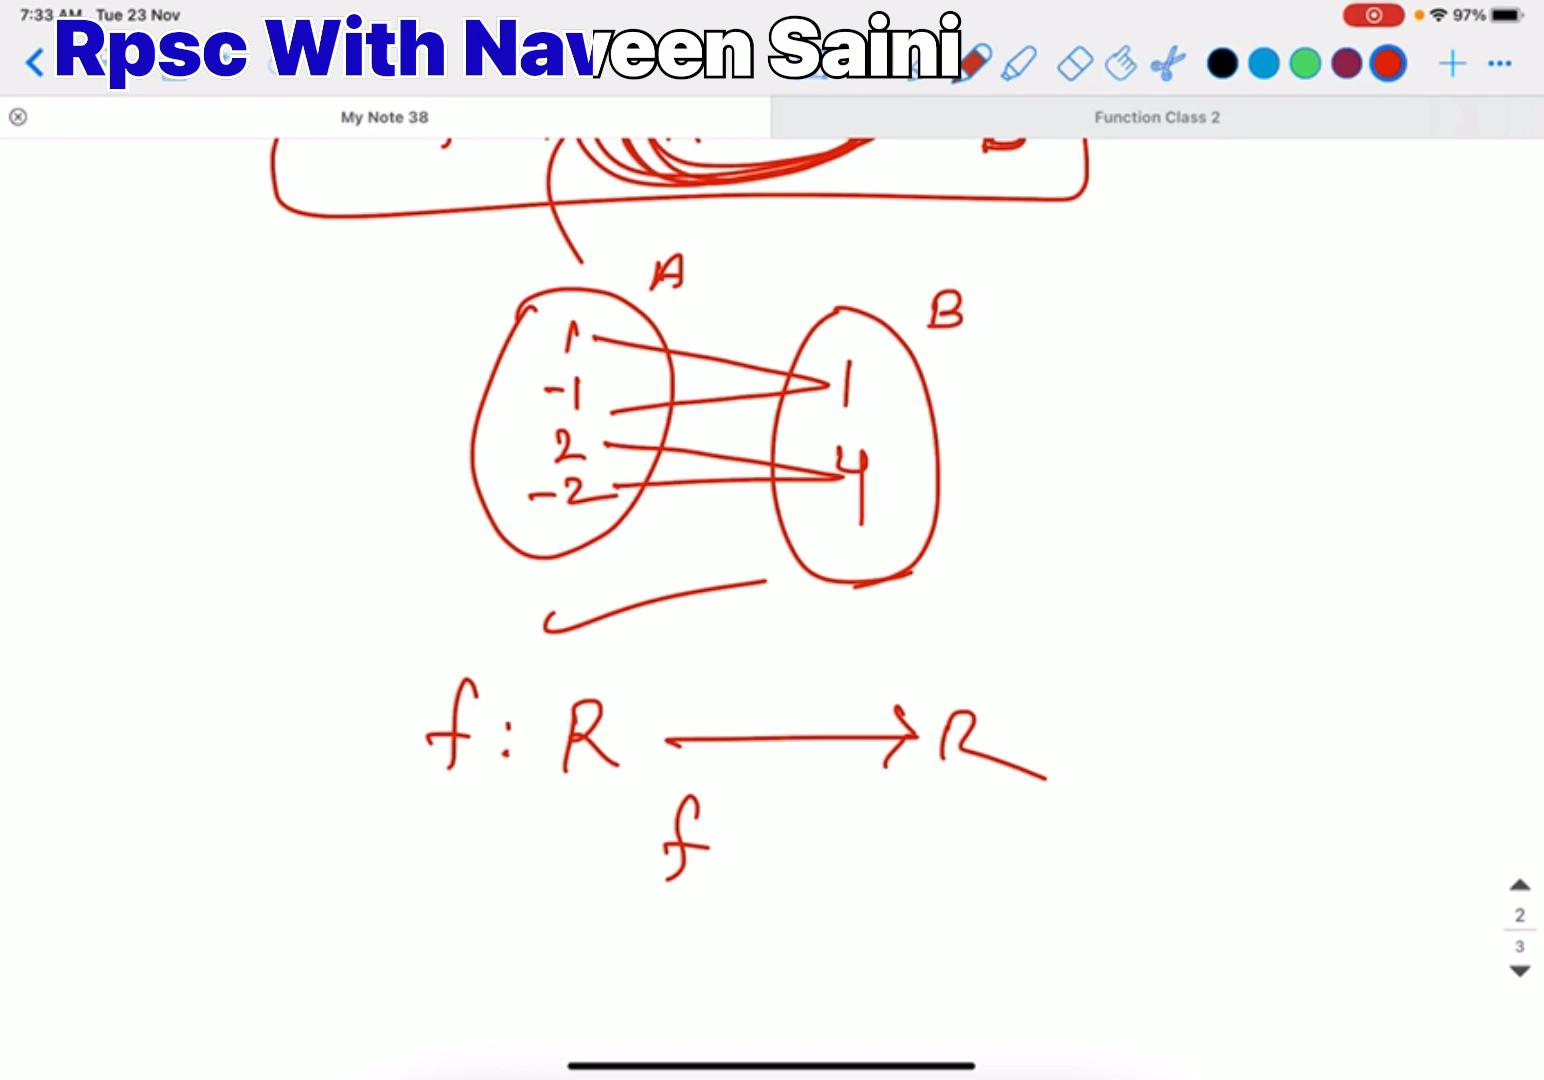 7:33 AM Tue 23 Nov
97%
Rpsc With Naveen Saini
My Note 38
Function Class 2
A
B
1
-1
2
-2
1
4
f : R → R
f
2
3